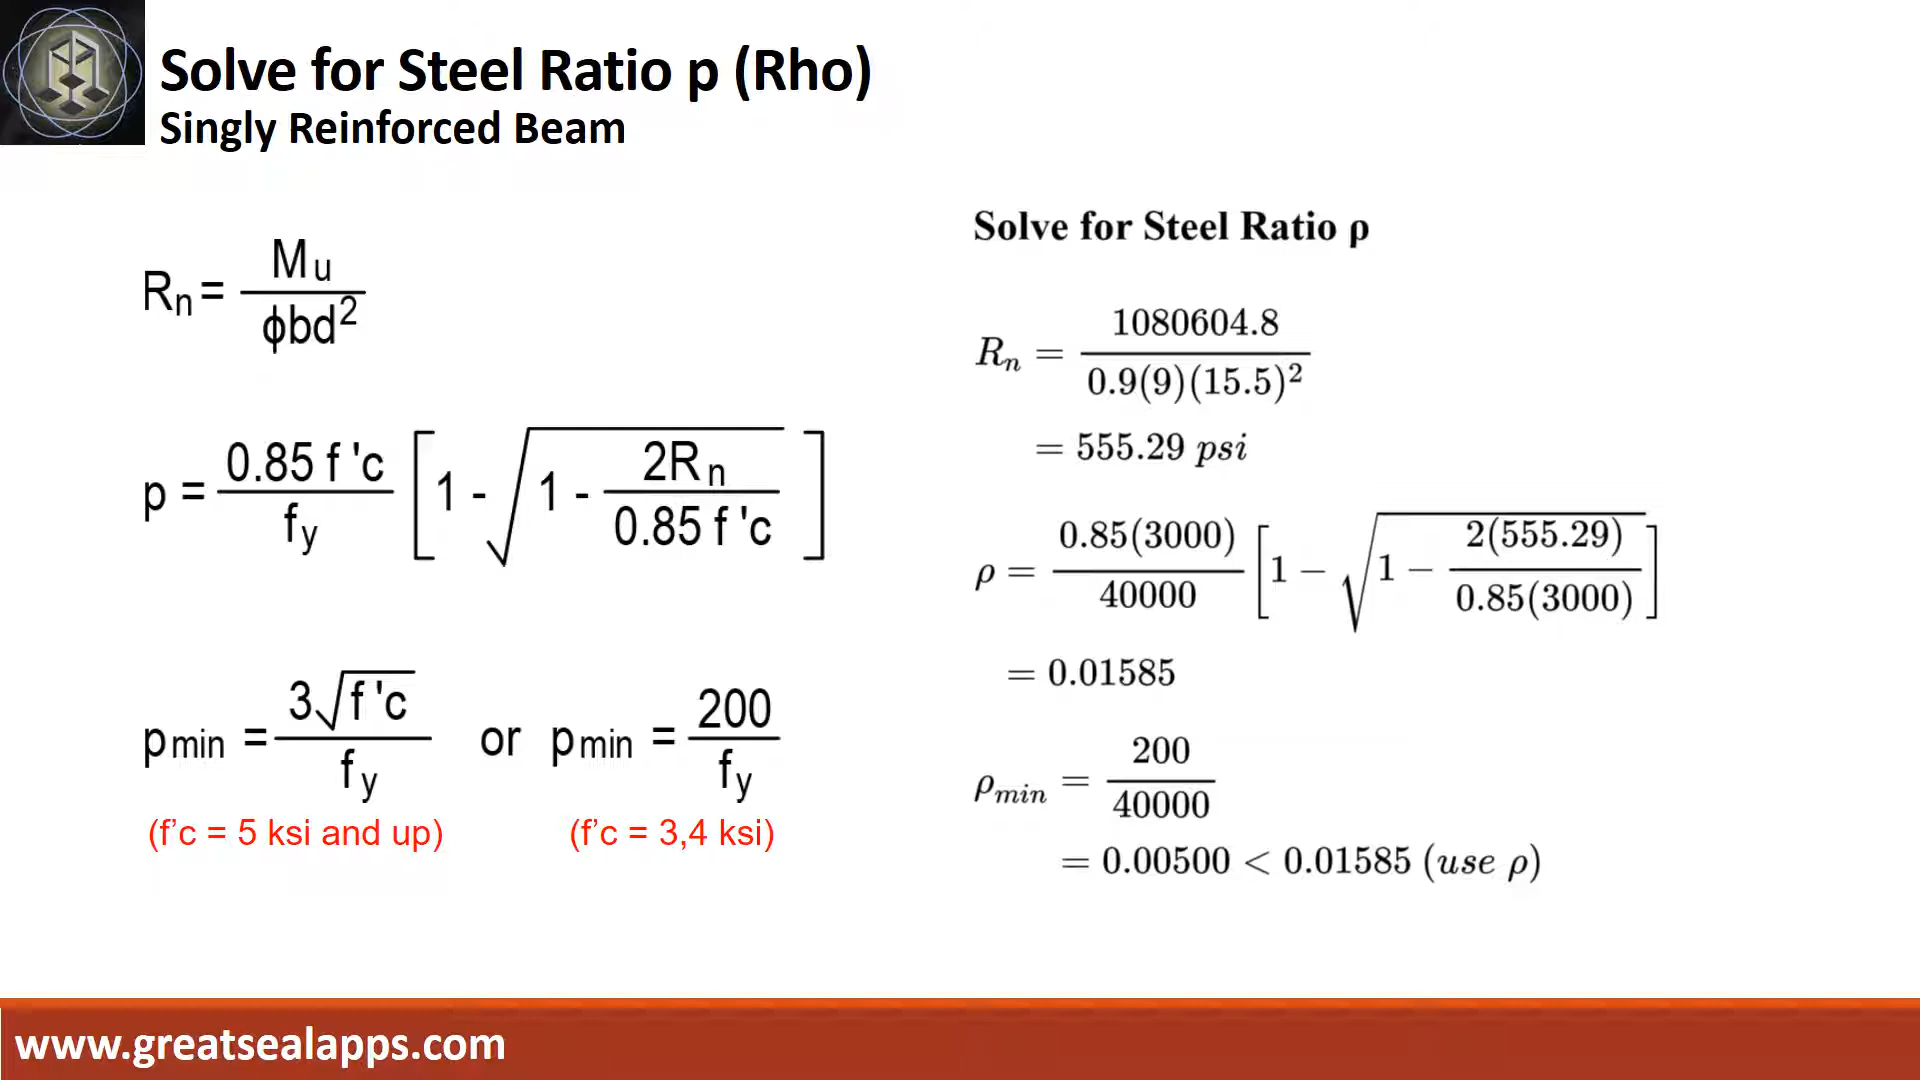 Solve for Steel Ratio p (Rho)
Singly Reinforced Beam
Rn = Mu / ϕbd²
p = 0.85 f 'c / fy [1 - √(1 - 2Rn / 0.85 f 'c)]
pmin = 3√f 'c / fy or pmin = 200 / fy
(f’c = 5 ksi and up) (f’c = 3,4 ksi)
Solve for Steel Ratio ρ
Rn = 1080604.8 / 0.9(9)(15.5)²
= 555.29 psi
ρ = 0.85(3000) / 40000 [1 − √(1 − 2(555.29) / 0.85(3000))]
= 0.01585
ρmin = 200 / 40000
= 0.00500 < 0.01585 (use ρ)
www.greatsealapps.com